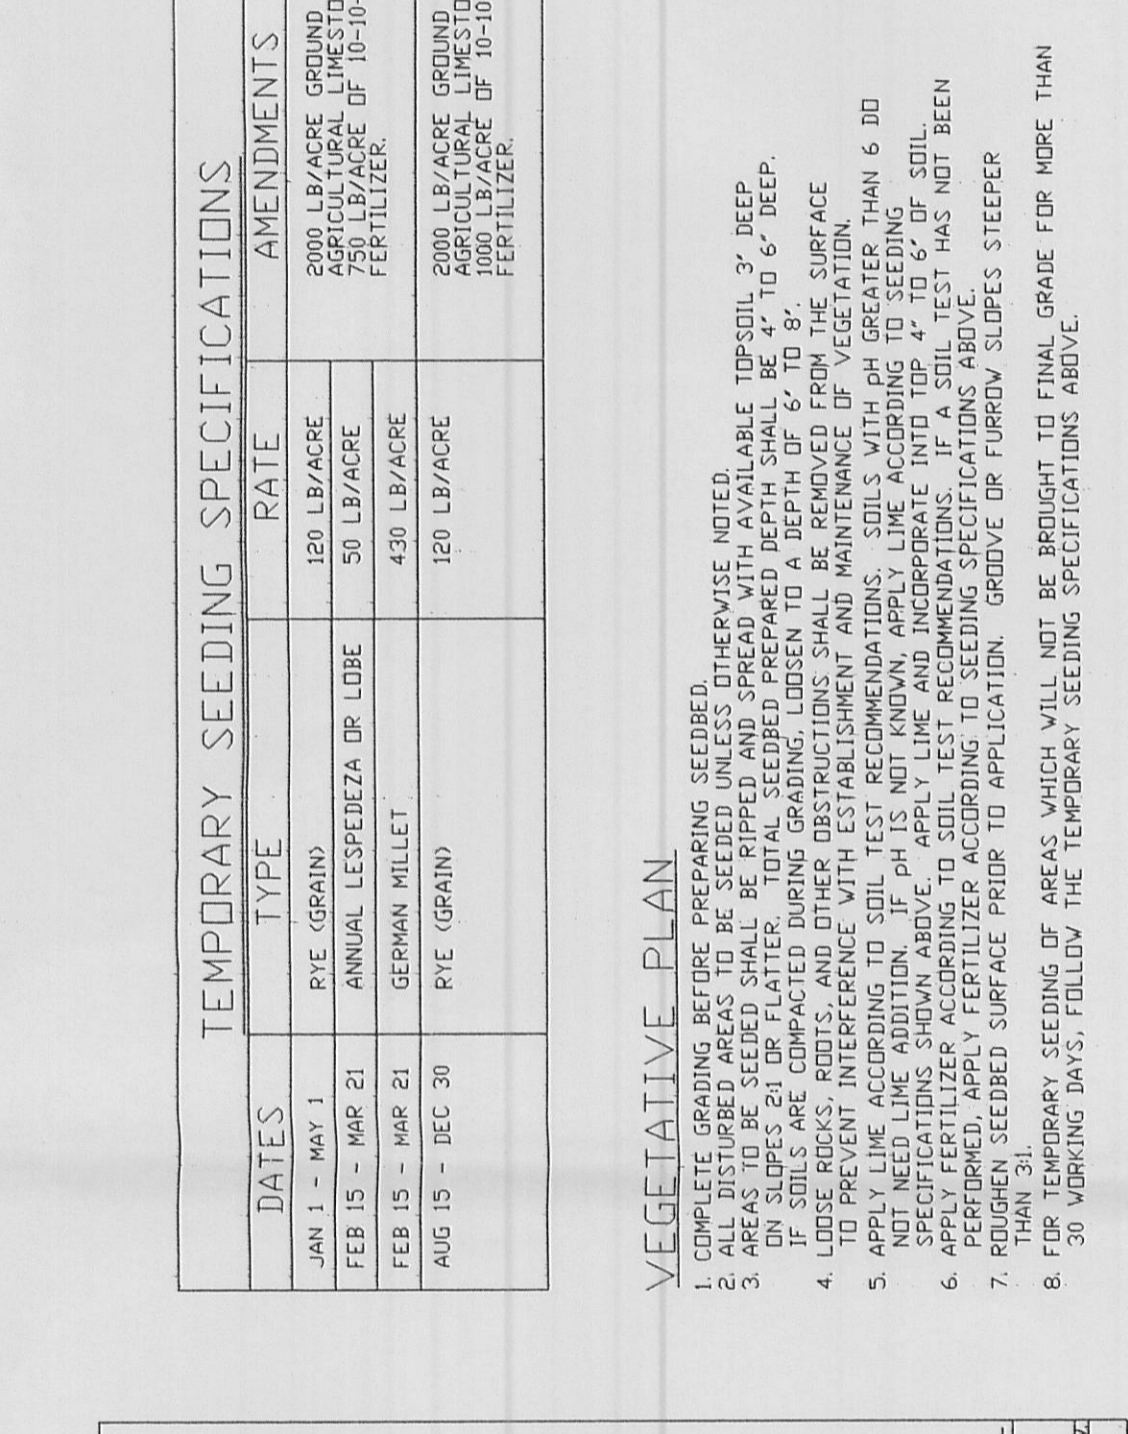 TEMPORARY SEEDING SPECIFICATIONS
DATES TYPE RATE AMENDMENTS
JAN 1 - MAY 1 RYE (GRAIN) 120 LB/ACRE 2000 LB/ACRE GROUND
AGRICULTURAL LIMESTO
FEB 15 - MAR 21 ANNUAL LESPEDEZA OR LOBE 50 LB/ACRE 750 LB/ACRE OF 10-10-
FERTILIZER.
FEB 15 - MAR 21 GERMAN MILLET 430 LB/ACRE
AUG 15 - DEC 30 RYE (GRAIN) 120 LB/ACRE 2000 LB/ACRE GROUND
AGRICULTURAL LIMESTO
1000 LB/ACRE OF 10-10
FERTILIZER.
VEGETATIVE PLAN
1. COMPLETE GRADING BEFORE PREPARING SEEDBED.
2. ALL DISTURBED AREAS TO BE SEEDED UNLESS OTHERWISE NOTED.
3. AREAS TO BE SEEDED SHALL BE RIPPED AND SPREAD WITH AVAILABLE TOPSOIL 3" DEEP
ON SLOPES 2:1 OR FLATTER. TOTAL SEEDBED PREPARED DEPTH SHALL BE 4" TO 6" DEEP.
IF SOILS ARE COMPACTED DURING GRADING, LOOSEN TO A DEPTH OF 6" TO 8".
4. LOOSE ROCKS, ROOTS, AND OTHER OBSTRUCTIONS SHALL BE REMOVED FROM THE SURFACE
TO PREVENT INTERFERENCE WITH ESTABLISHMENT AND MAINTENANCE OF VEGETATION.
5. APPLY LIME ACCORDING TO SOIL TEST RECOMMENDATIONS. SOILS WITH pH GREATER THAN 6 DO
NOT NEED LIME ADDITION. IF pH IS NOT KNOWN, APPLY LIME ACCORDING TO SEEDING
SPECIFICATIONS SHOWN ABOVE. APPLY LIME AND INCORPORATE INTO TOP 4" TO 6" OF SOIL.
6. APPLY FERTILIZER ACCORDING TO SOIL TEST RECOMMENDATIONS. IF A SOIL TEST HAS NOT BEEN
PERFORMED, APPLY FERTILIZER ACCORDING TO SEEDING SPECIFICATIONS ABOVE.
7. ROUGHEN SEEDBED SURFACE PRIOR TO APPLICATION. GROOVE OR FURROW SLOPES STEEPER
THAN 3:1.
8. FOR TEMPORARY SEEDING OF AREAS WHICH WILL NOT BE BROUGHT TO FINAL GRADE FOR MORE THAN
30 WORKING DAYS, FOLLOW THE TEMPORARY SEEDING SPECIFICATIONS ABOVE.